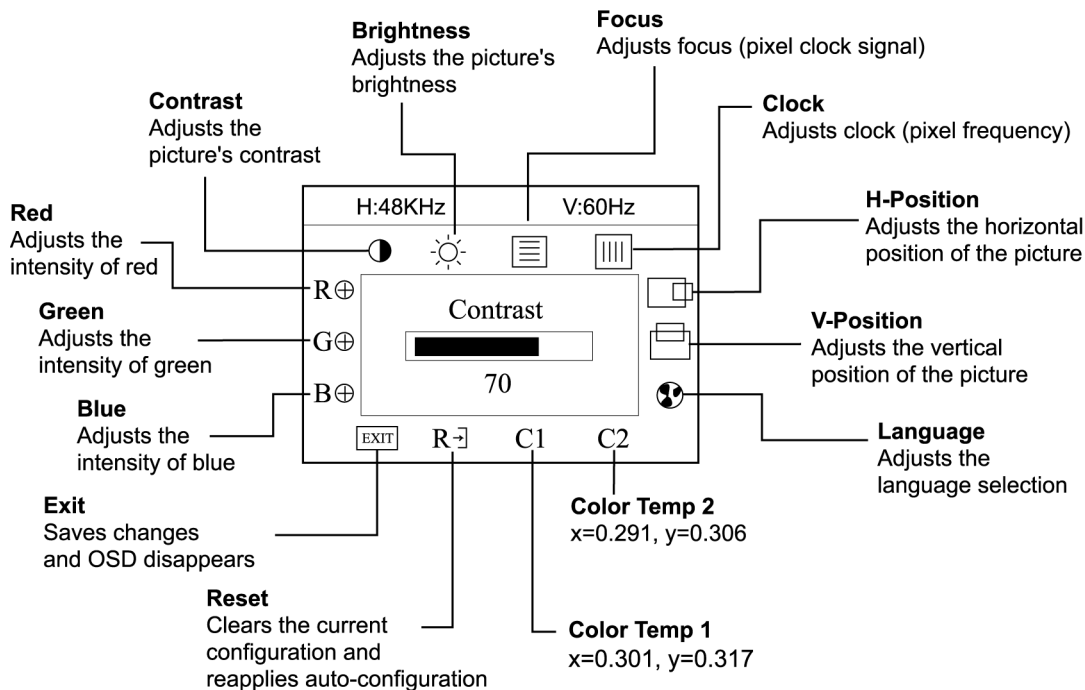 Focus
Adjusts focus (pixel clock signal)
Brightness
Adjusts the picture's
brightness
Contrast
Adjusts the
picture's contrast
Clock
Adjusts clock (pixel frequency)
H:48KHz V:60Hz
Red
Adjusts the
intensity of red
H-Position
Adjusts the horizontal
position of the picture
R
Contrast
Green
Adjusts the
intensity of green
G
V-Position
Adjusts the vertical
position of the picture
70
B
Blue
Adjusts the
intensity of blue
EXIT R C1 C2
Language
Adjusts the
language selection
Exit
Saves changes
and OSD disappears
Color Temp 2
x=0.291, y=0.306
Reset
Clears the current
configuration and
reapplies auto-configuration
Color Temp 1
x=0.301, y=0.317